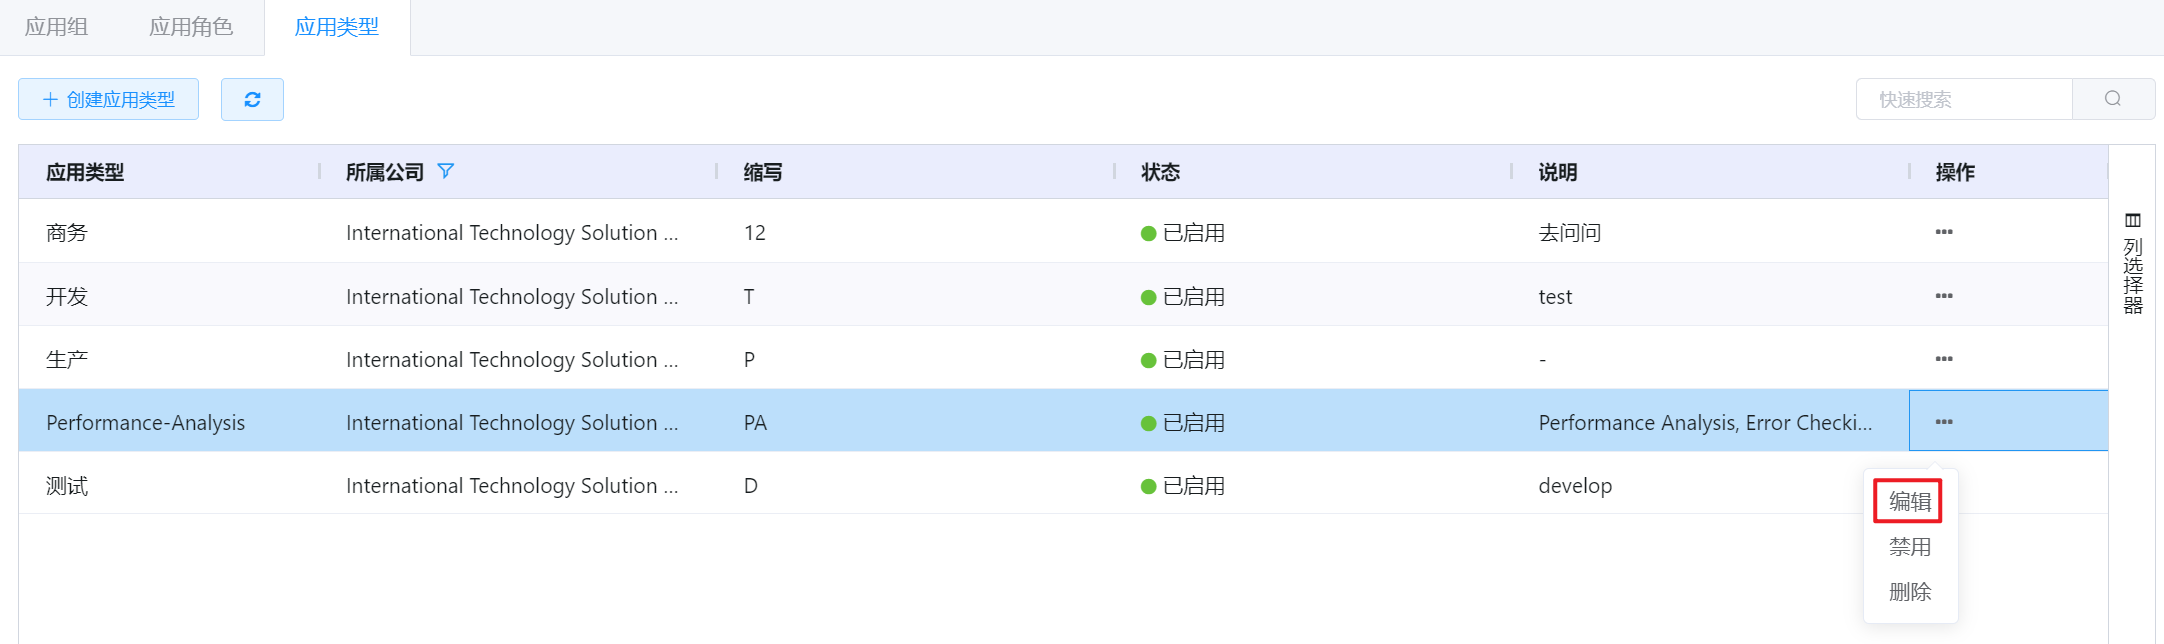 应用组 应用角色 应用类型
+ 创建应用类型 快速搜索
应用类型 所属公司 缩写 状态 说明 操作
商务 International Technology Solution ... 12 已启用 去问问 ···
开发 International Technology Solution ... T 已启用 test ···
生产 International Technology Solution ... P 已启用 - ···
Performance-Analysis International Technology Solution ... PA 已启用 Performance Analysis, Error Checki... ···
测试 International Technology Solution ... D 已启用 develop
编辑
禁用
删除
列选择器